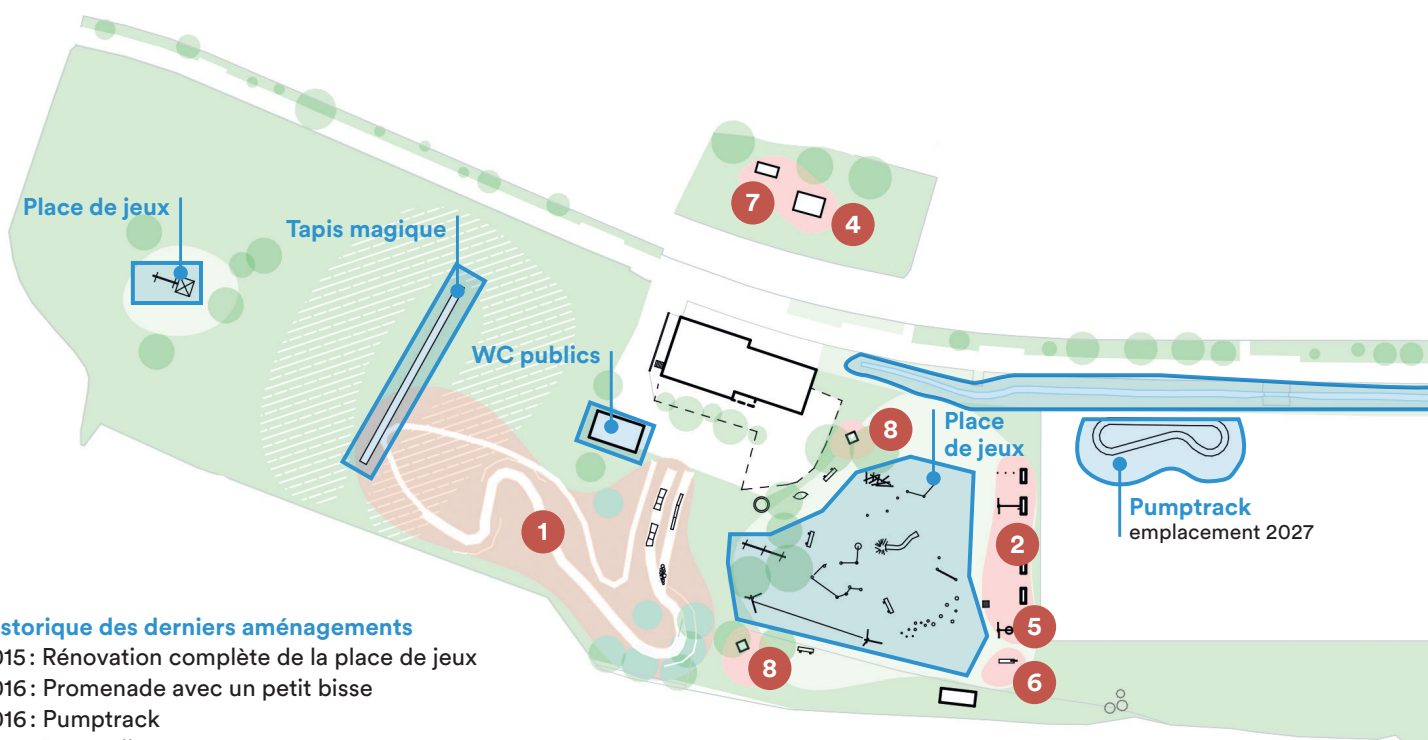 Place de jeux
Tapis magique
WC publics
7
4
8
Place
de jeux
1
2
5
6
8
Pumptrack
emplacement 2027
istorique des derniers aménagements
015 : Rénovation complète de la place de jeux
016 : Promenade avec un petit bisse
016 : Pumptrack